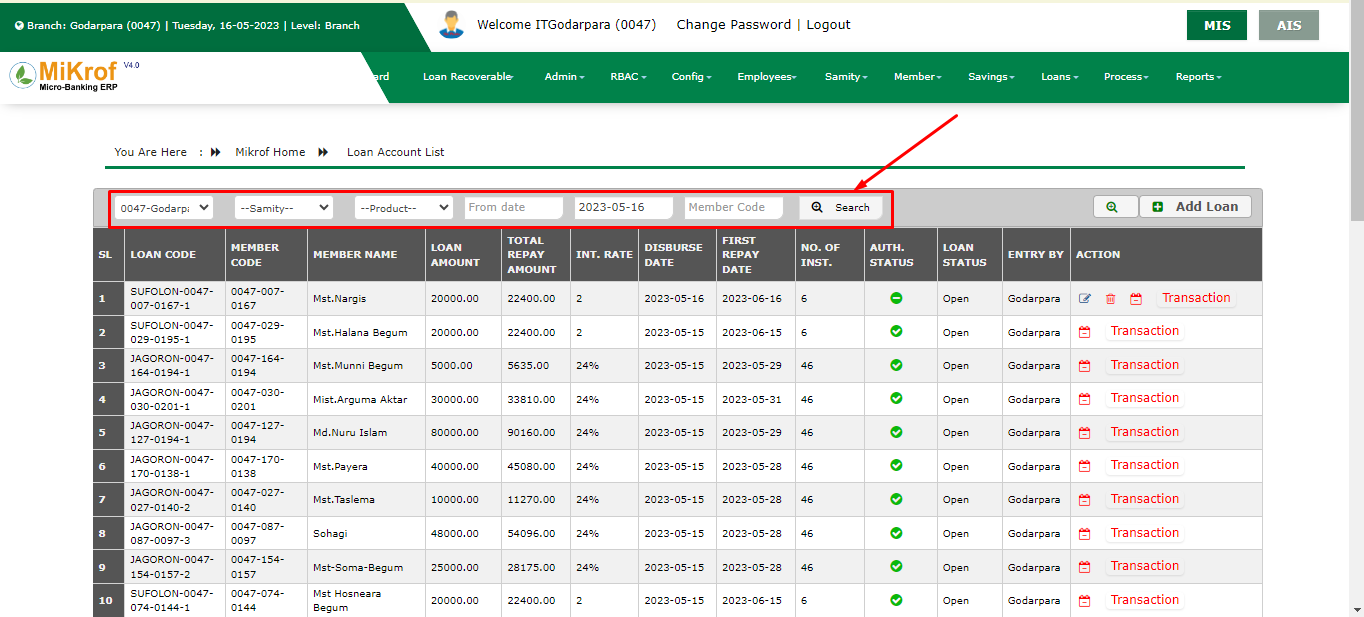 Branch: Godarpara (0047) | Tuesday, 16-05-2023 | Level: Branch
Welcome ITGodarpara (0047) Change Password | Logout
MIS AIS
MiKrof V4.0
Micro-Banking ERP
ard Loan Recoverable Admin RBAC Config Employees Samity Member Savings Loans Process Reports
You Are Here : Mikrof Home Loan Account List
0047-Godarp --Samity-- --Product-- From date 2023-05-16 Member Code Search Add Loan
SL LOAN CODE MEMBER CODE MEMBER NAME LOAN AMOUNT TOTAL REPAY AMOUNT INT. RATE DISBURSE DATE FIRST REPAY DATE NO. OF INST. AUTH. STATUS LOAN STATUS ENTRY BY ACTION
1 SUFOLON-0047-007-0167-1 0047-007-0167 Mst.Nargis 20000.00 22400.00 2 2023-05-16 2023-06-16 6 Open Godarpara Transaction
2 SUFOLON-0047-029-0195-1 0047-029-0195 Mst.Halana Begum 20000.00 22400.00 2 2023-05-15 2023-06-15 6 Open Godarpara Transaction
3 JAGORON-0047-164-0194-1 0047-164-0194 Mst.Munni Begum 5000.00 5635.00 24% 2023-05-15 2023-05-29 46 Open Godarpara Transaction
4 JAGORON-0047-030-0201-1 0047-030-0201 Mist.Arguma Aktar 30000.00 33810.00 24% 2023-05-15 2023-05-31 46 Open Godarpara Transaction
5 JAGORON-0047-127-0194-1 0047-127-0194 Md.Nuru Islam 80000.00 90160.00 24% 2023-05-15 2023-05-29 46 Open Godarpara Transaction
6 JAGORON-0047-170-0138-1 0047-170-0138 Mst.Payera 40000.00 45080.00 24% 2023-05-15 2023-05-28 46 Open Godarpara Transaction
7 JAGORON-0047-027-0140-2 0047-027-0140 Mst.Taslema 10000.00 11270.00 24% 2023-05-15 2023-05-28 46 Open Godarpara Transaction
8 JAGORON-0047-087-0097-3 0047-087-0097 Sohagi 48000.00 54096.00 24% 2023-05-15 2023-05-28 46 Open Godarpara Transaction
9 JAGORON-0047-154-0157-2 0047-154-0157 Mst-Soma-Begum 25000.00 28175.00 24% 2023-05-15 2023-05-28 46 Open Godarpara Transaction
10 SUFOLON-0047-074-0144-1 0047-074-0144 Mst Hosneara Begum 20000.00 22400.00 2 2023-05-15 2023-06-15 6 Open Godarpara Transaction